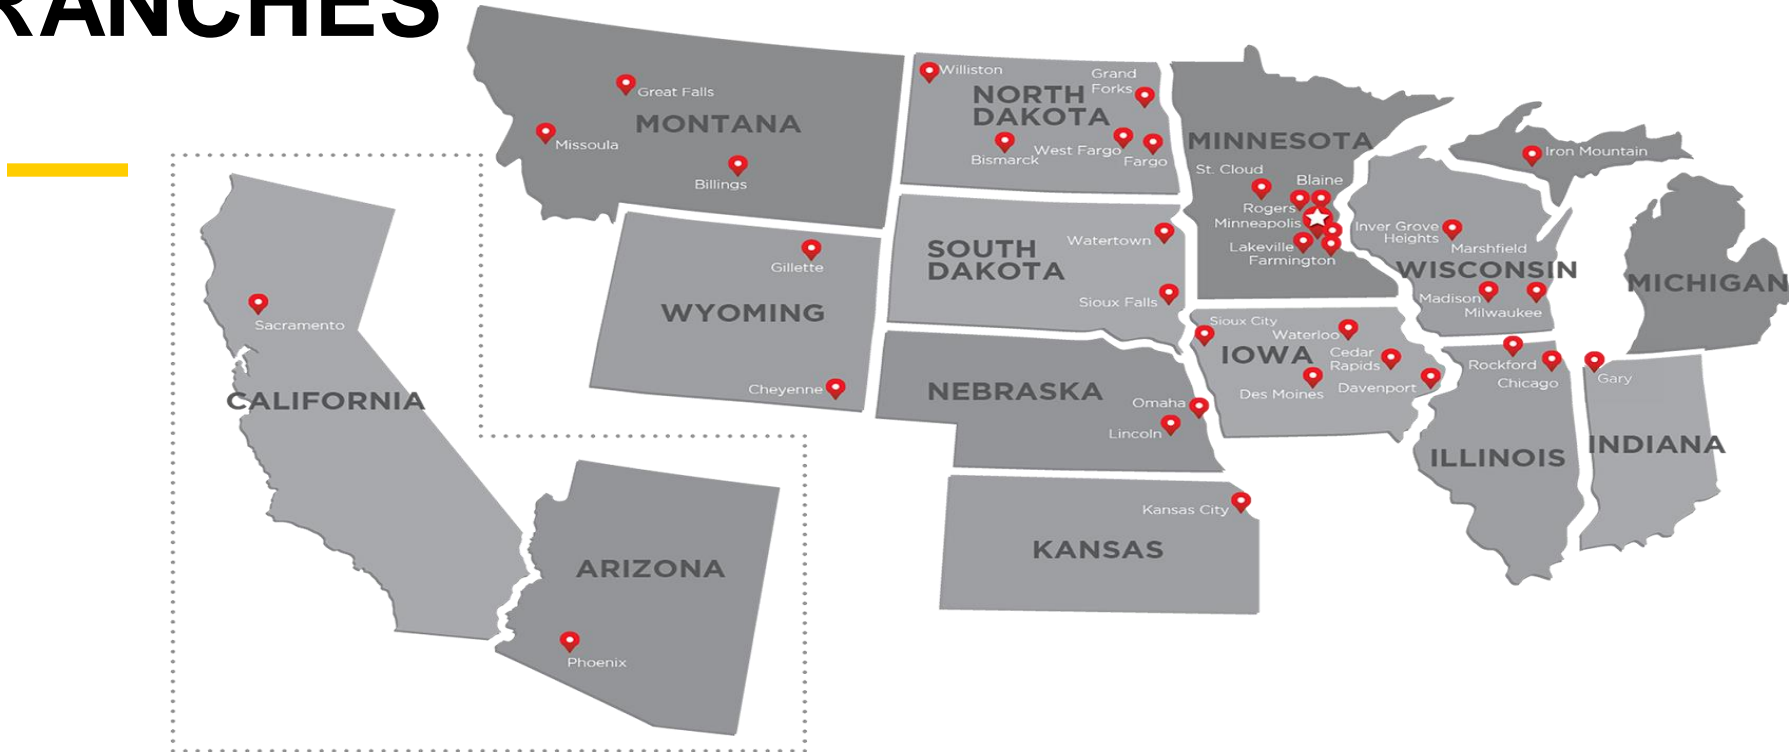 RANCHES
Great Falls
MONTANA
Missoula
Billings
Williston
Grand
Forks
NORTH
DAKOTA
Bismarck
West Fargo
Fargo
MINNESOTA
St. Cloud
Blaine
Rogers
Minneapolis
Lakeville
Farmington
Iron Mountain
Inver Grove
Heights
Marshfield
WISCONSIN
Madison
Milwaukee
MICHIGAN
Gillette
WYOMING
Cheyenne
SOUTH
DAKOTA
Watertown
Sioux Falls
Sacramento
CALIFORNIA
NEBRASKA
Omaha
Lincoln
Sioux City
Waterloo
IOWA
Cedar
Rapids
Des Moines
Davenport
Rockford
Chicago
ILLINOIS
Gary
INDIANA
Kansas City
KANSAS
ARIZONA
Phoenix